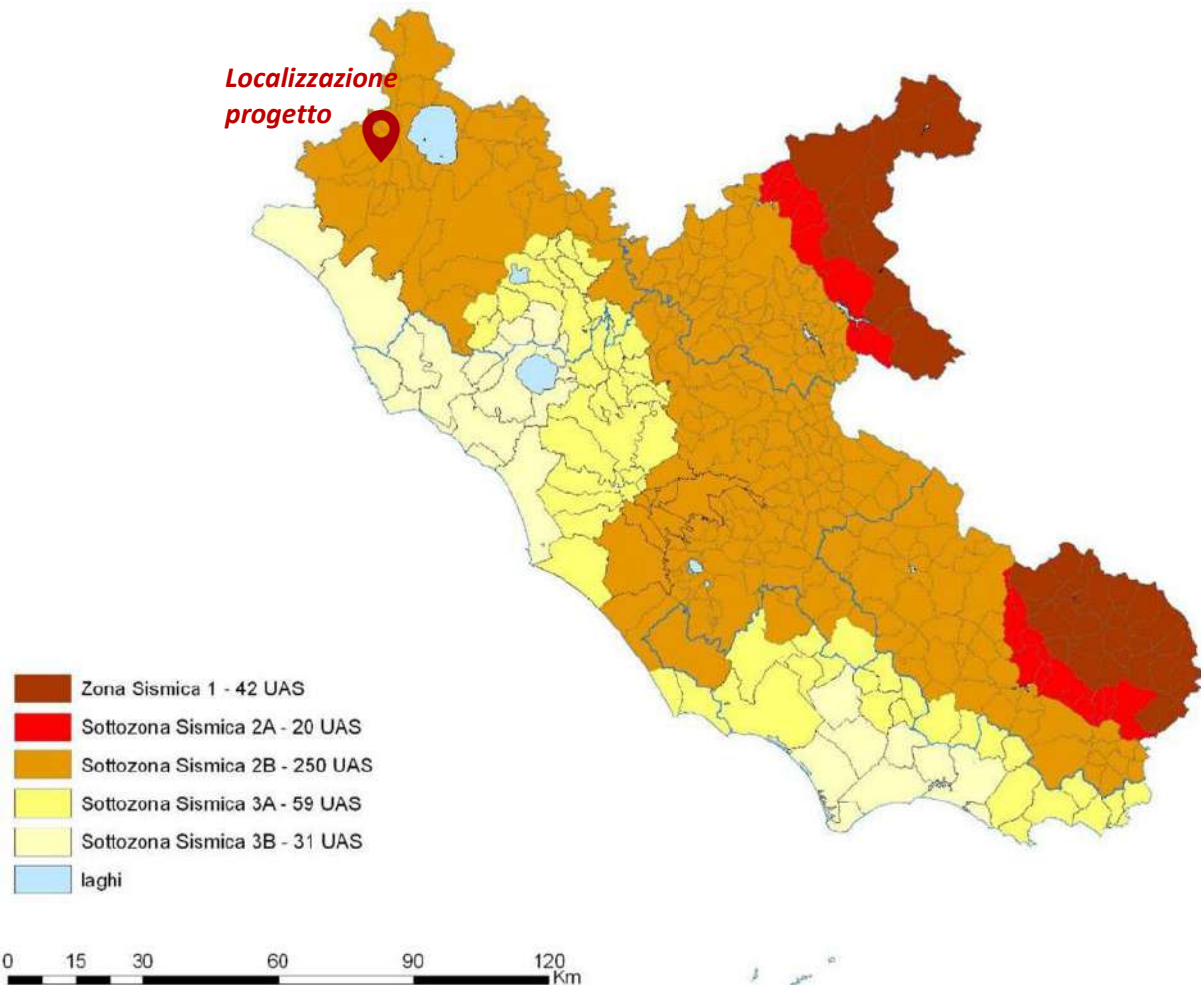 Localizzazione
progetto
Zona Sismica 1 - 42 UAS
Sottozona Sismica 2A - 20 UAS
Sottozona Sismica 2B - 250 UAS
Sottozona Sismica 3A - 59 UAS
Sottozona Sismica 3B - 31 UAS
laghi
0 15 30 60 90 120
Km